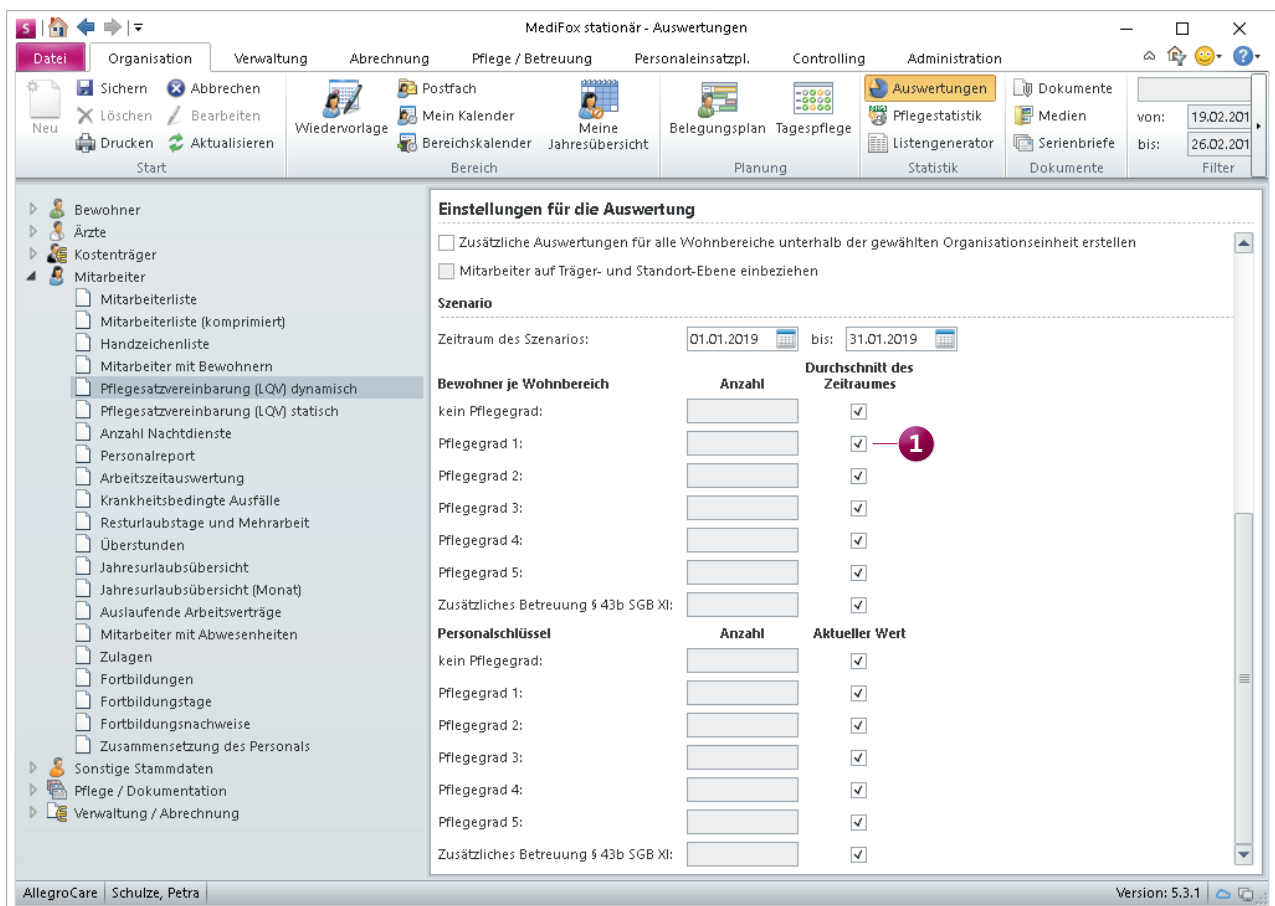 S
MediFox stationär - Auswertungen
Datei Organisation Verwaltung Abrechnung Pflege / Betreuung Personaleinsatzpl. Controlling Administration
Neu
Sichern Abbrechen
Löschen Bearbeiten
Drucken Aktualisieren
Start
Wiedervorlage
Postfach
Mein Kalender
Bereichskalender
Meine
Jahresübersicht
Bereich
Belegungsplan Tagespflege
Planung
Auswertungen
Pflegestatistik
Listengenerator
Statistik
Dokumente
Medien
Serienbriefe
Dokumente
von: 19.02.201
bis: 26.02.201
Filter
Bewohner
Ärzte
Kostenträger
Mitarbeiter
Mitarbeiterliste
Mitarbeiterliste (komprimiert)
Handzeichenliste
Mitarbeiter mit Bewohnern
Pflegesatzvereinbarung (LQV) dynamisch
Pflegesatzvereinbarung (LQV) statisch
Anzahl Nachtdienste
Personalreport
Arbeitszeitauswertung
Krankheitsbedingte Ausfälle
Resturlaubstage und Mehrarbeit
Überstunden
Jahresurlaubsübersicht
Jahresurlaubsübersicht (Monat)
Auslaufende Arbeitsverträge
Mitarbeiter mit Abwesenheiten
Zulagen
Fortbildungen
Fortbildungstage
Fortbildungsnachweise
Zusammensetzung des Personals
Sonstige Stammdaten
Pflege / Dokumentation
Verwaltung / Abrechnung
Einstellungen für die Auswertung
Zusätzliche Auswertungen für alle Wohnbereiche unterhalb der gewählten Organisationseinheit erstellen
Mitarbeiter auf Träger- und Standort-Ebene einbeziehen
Szenario
Zeitraum des Szenarios: 01.01.2019 bis: 31.01.2019
Durchschnitt des
Bewohner je Wohnbereich Anzahl Zeitraumes
kein Pflegegrad:
Pflegegrad 1: 1
Pflegegrad 2:
Pflegegrad 3:
Pflegegrad 4:
Pflegegrad 5:
Zusätzliches Betreuung § 43b SGB XI:
Personalschlüssel Anzahl Aktueller Wert
kein Pflegegrad:
Pflegegrad 1:
Pflegegrad 2:
Pflegegrad 3:
Pflegegrad 4:
Pflegegrad 5:
Zusätzliches Betreuung § 43b SGB XI:
AllegroCare Schulze, Petra Version: 5.3.1